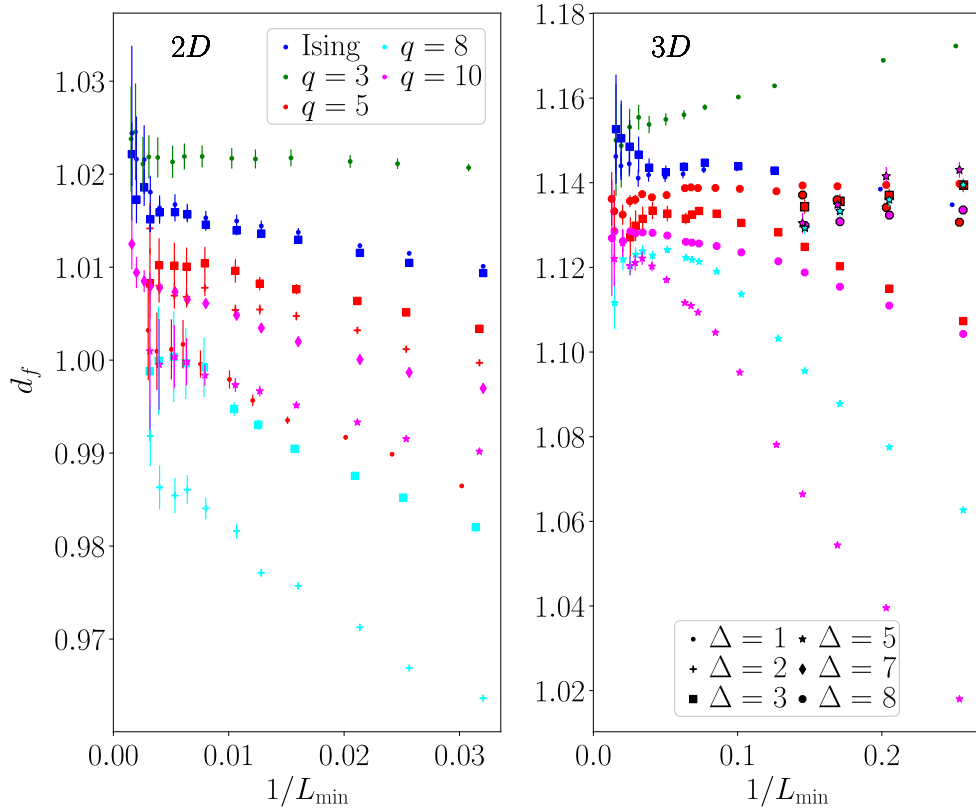 2D
Ising
q = 8
q = 3
q = 10
q = 5
1.03
1.02
1.01
1.00
0.99
0.98
0.97
d_f
0.00
0.01
0.02
0.03
1/L_min
3D
1.18
1.16
1.14
1.12
1.10
1.08
1.06
1.04
1.02
Δ = 1
Δ = 5
Δ = 2
Δ = 7
Δ = 3
Δ = 8
0.0
0.1
0.2
1/L_min